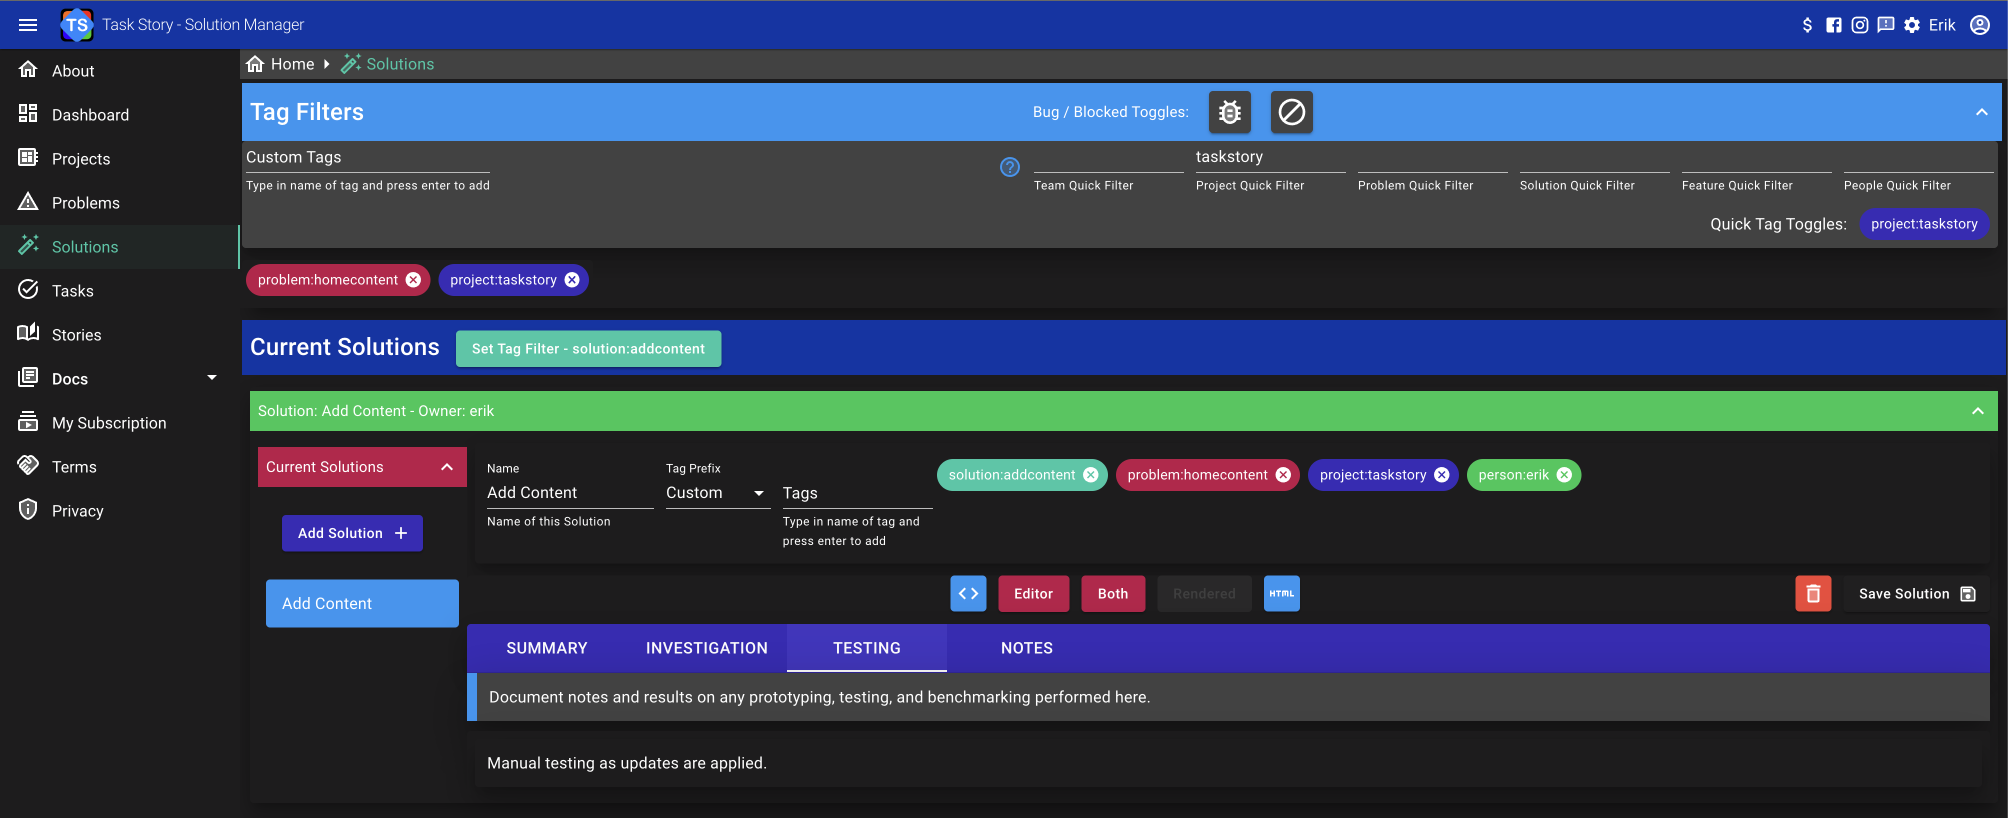 TS Task Story - Solution Manager
Erik
About
Dashboard
Projects
Problems
Solutions
Tasks
Stories
Docs
My Subscription
Terms
Privacy
Home Solutions
Tag Filters
Bug / Blocked Toggles:
Custom Tags
Type in name of tag and press enter to add
Team Quick Filter
taskstory
Project Quick Filter
Problem Quick Filter
Solution Quick Filter
Feature Quick Filter
People Quick Filter
Quick Tag Toggles: project:taskstory
problem:homecontent project:taskstory
Current Solutions Set Tag Filter - solution:addcontent
Solution: Add Content - Owner: erik
Current Solutions
Add Solution
Add Content
Name
Add Content
Name of this Solution
Tag Prefix
Custom
Tags
Type in name of tag and
press enter to add
solution:addcontent problem:homecontent project:taskstory person:erik
Editor Both Rendered HTML
Save Solution
SUMMARY INVESTIGATION TESTING NOTES
Document notes and results on any prototyping, testing, and benchmarking performed here.
Manual testing as updates are applied.